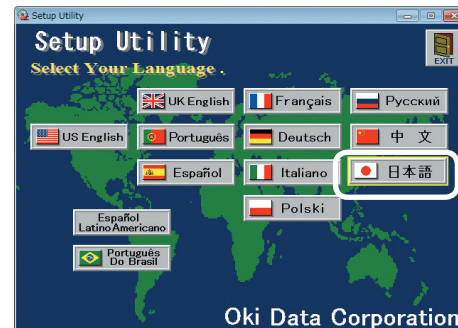 Setup Utility
Setup Utility
EXIT
Select Your Language .
UK English
Français
Русский
US English
Português
Deutsch
中 文
Español
Italiano
日本語
Polski
Español
Latino Americano
Português
Do Brasil
Oki Data Corporation